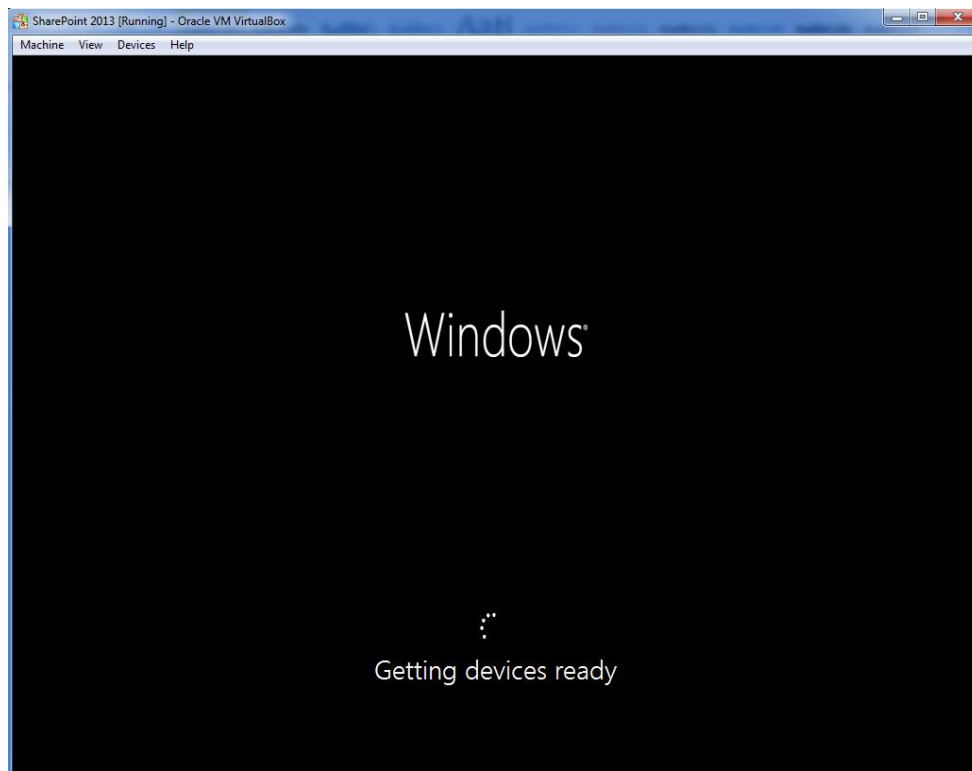 SharePoint 2013 [Running] - Oracle VM VirtualBox
Machine View Devices Help
Windows®
Getting devices ready